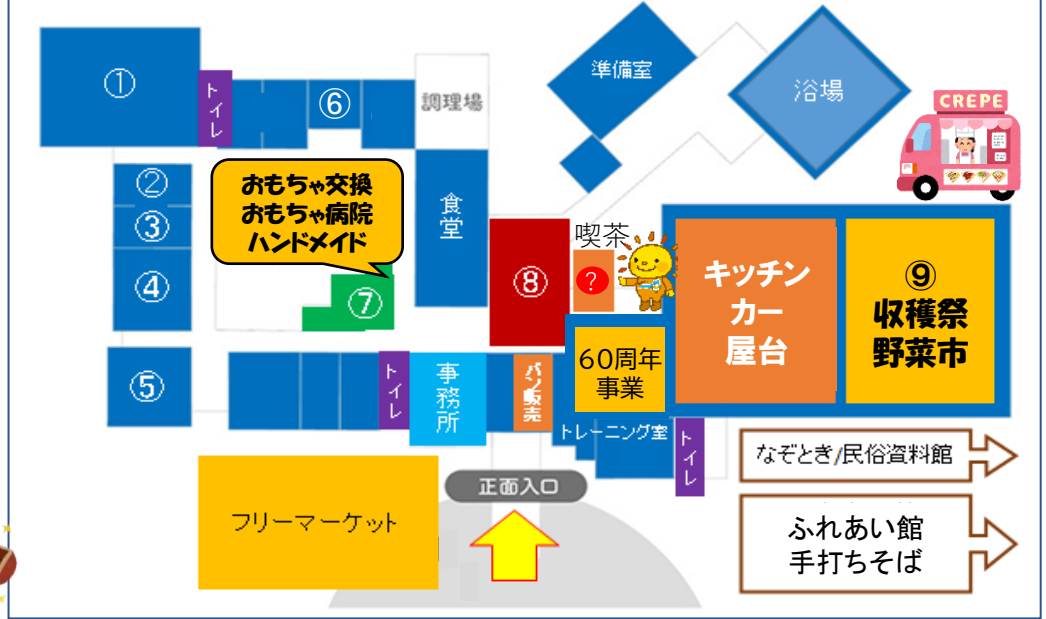 ①
トイレ
⑥
調理場
準備室
浴場
CREPE
②
③
④
⑤
おもちゃ交換
おもちゃ病院
ハンドメイド
⑦
食堂
⑧
喫茶
?
キッチン
カー
屋台
⑨
収穫祭
野菜市
60周年
事業
トイレ
事務所
パン販売
トレーニング室
トイレ
正面入口
フリーマーケット
なぞとき/民俗資料館
ふれあい館
手打ちそば